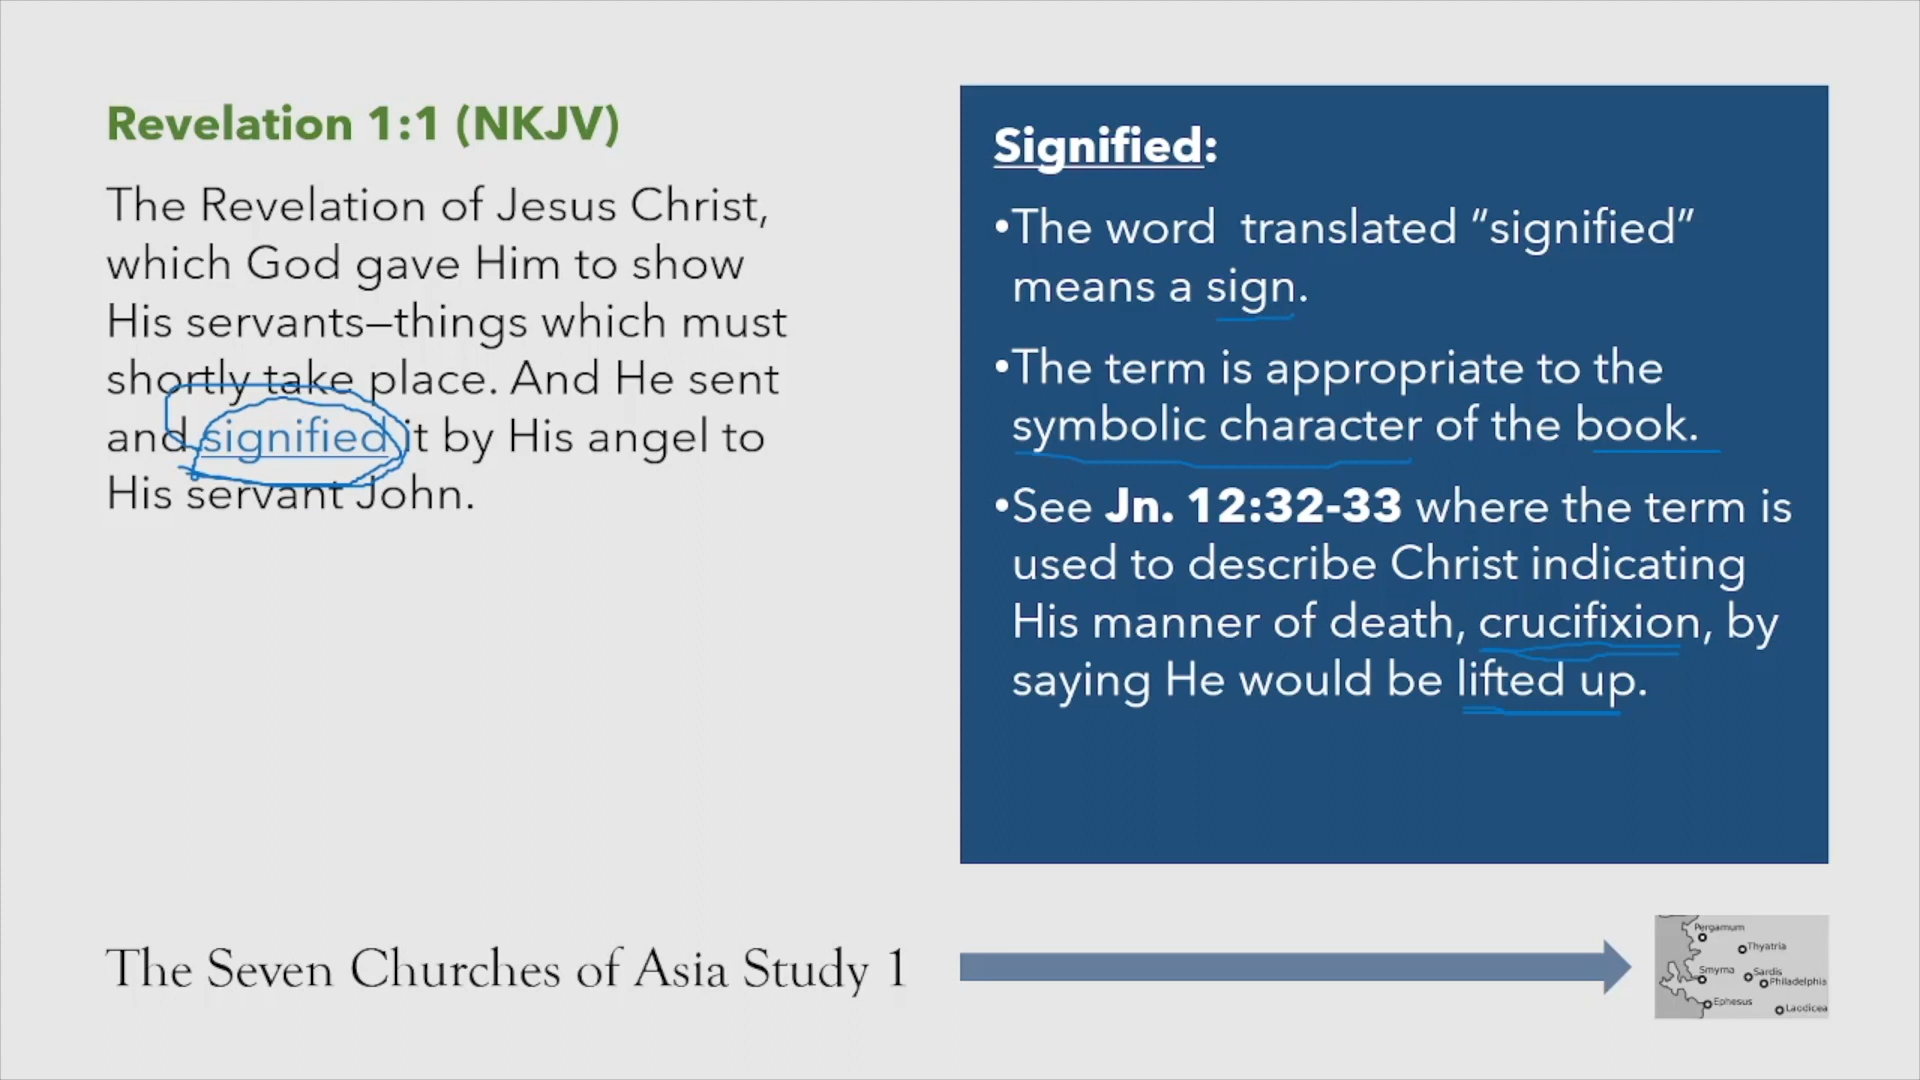 Revelation 1:1 (NKJV)
The Revelation of Jesus Christ,
which God gave Him to show
His servants—things which must
shortly take place. And He sent
and signified it by His angel to
His servant John.
Signified:
•The word  translated “signified”
means a sign.
•The term is appropriate to the
symbolic character of the book.
•See Jn. 12:32-33 where the term is
used to describe Christ indicating
His manner of death, crucifixion, by
saying He would be lifted up.
The Seven Churches of Asia Study 1
Pergamum
Thyatria
Smyrna
Sardis
Philadelphia
Ephesus
Laodicea